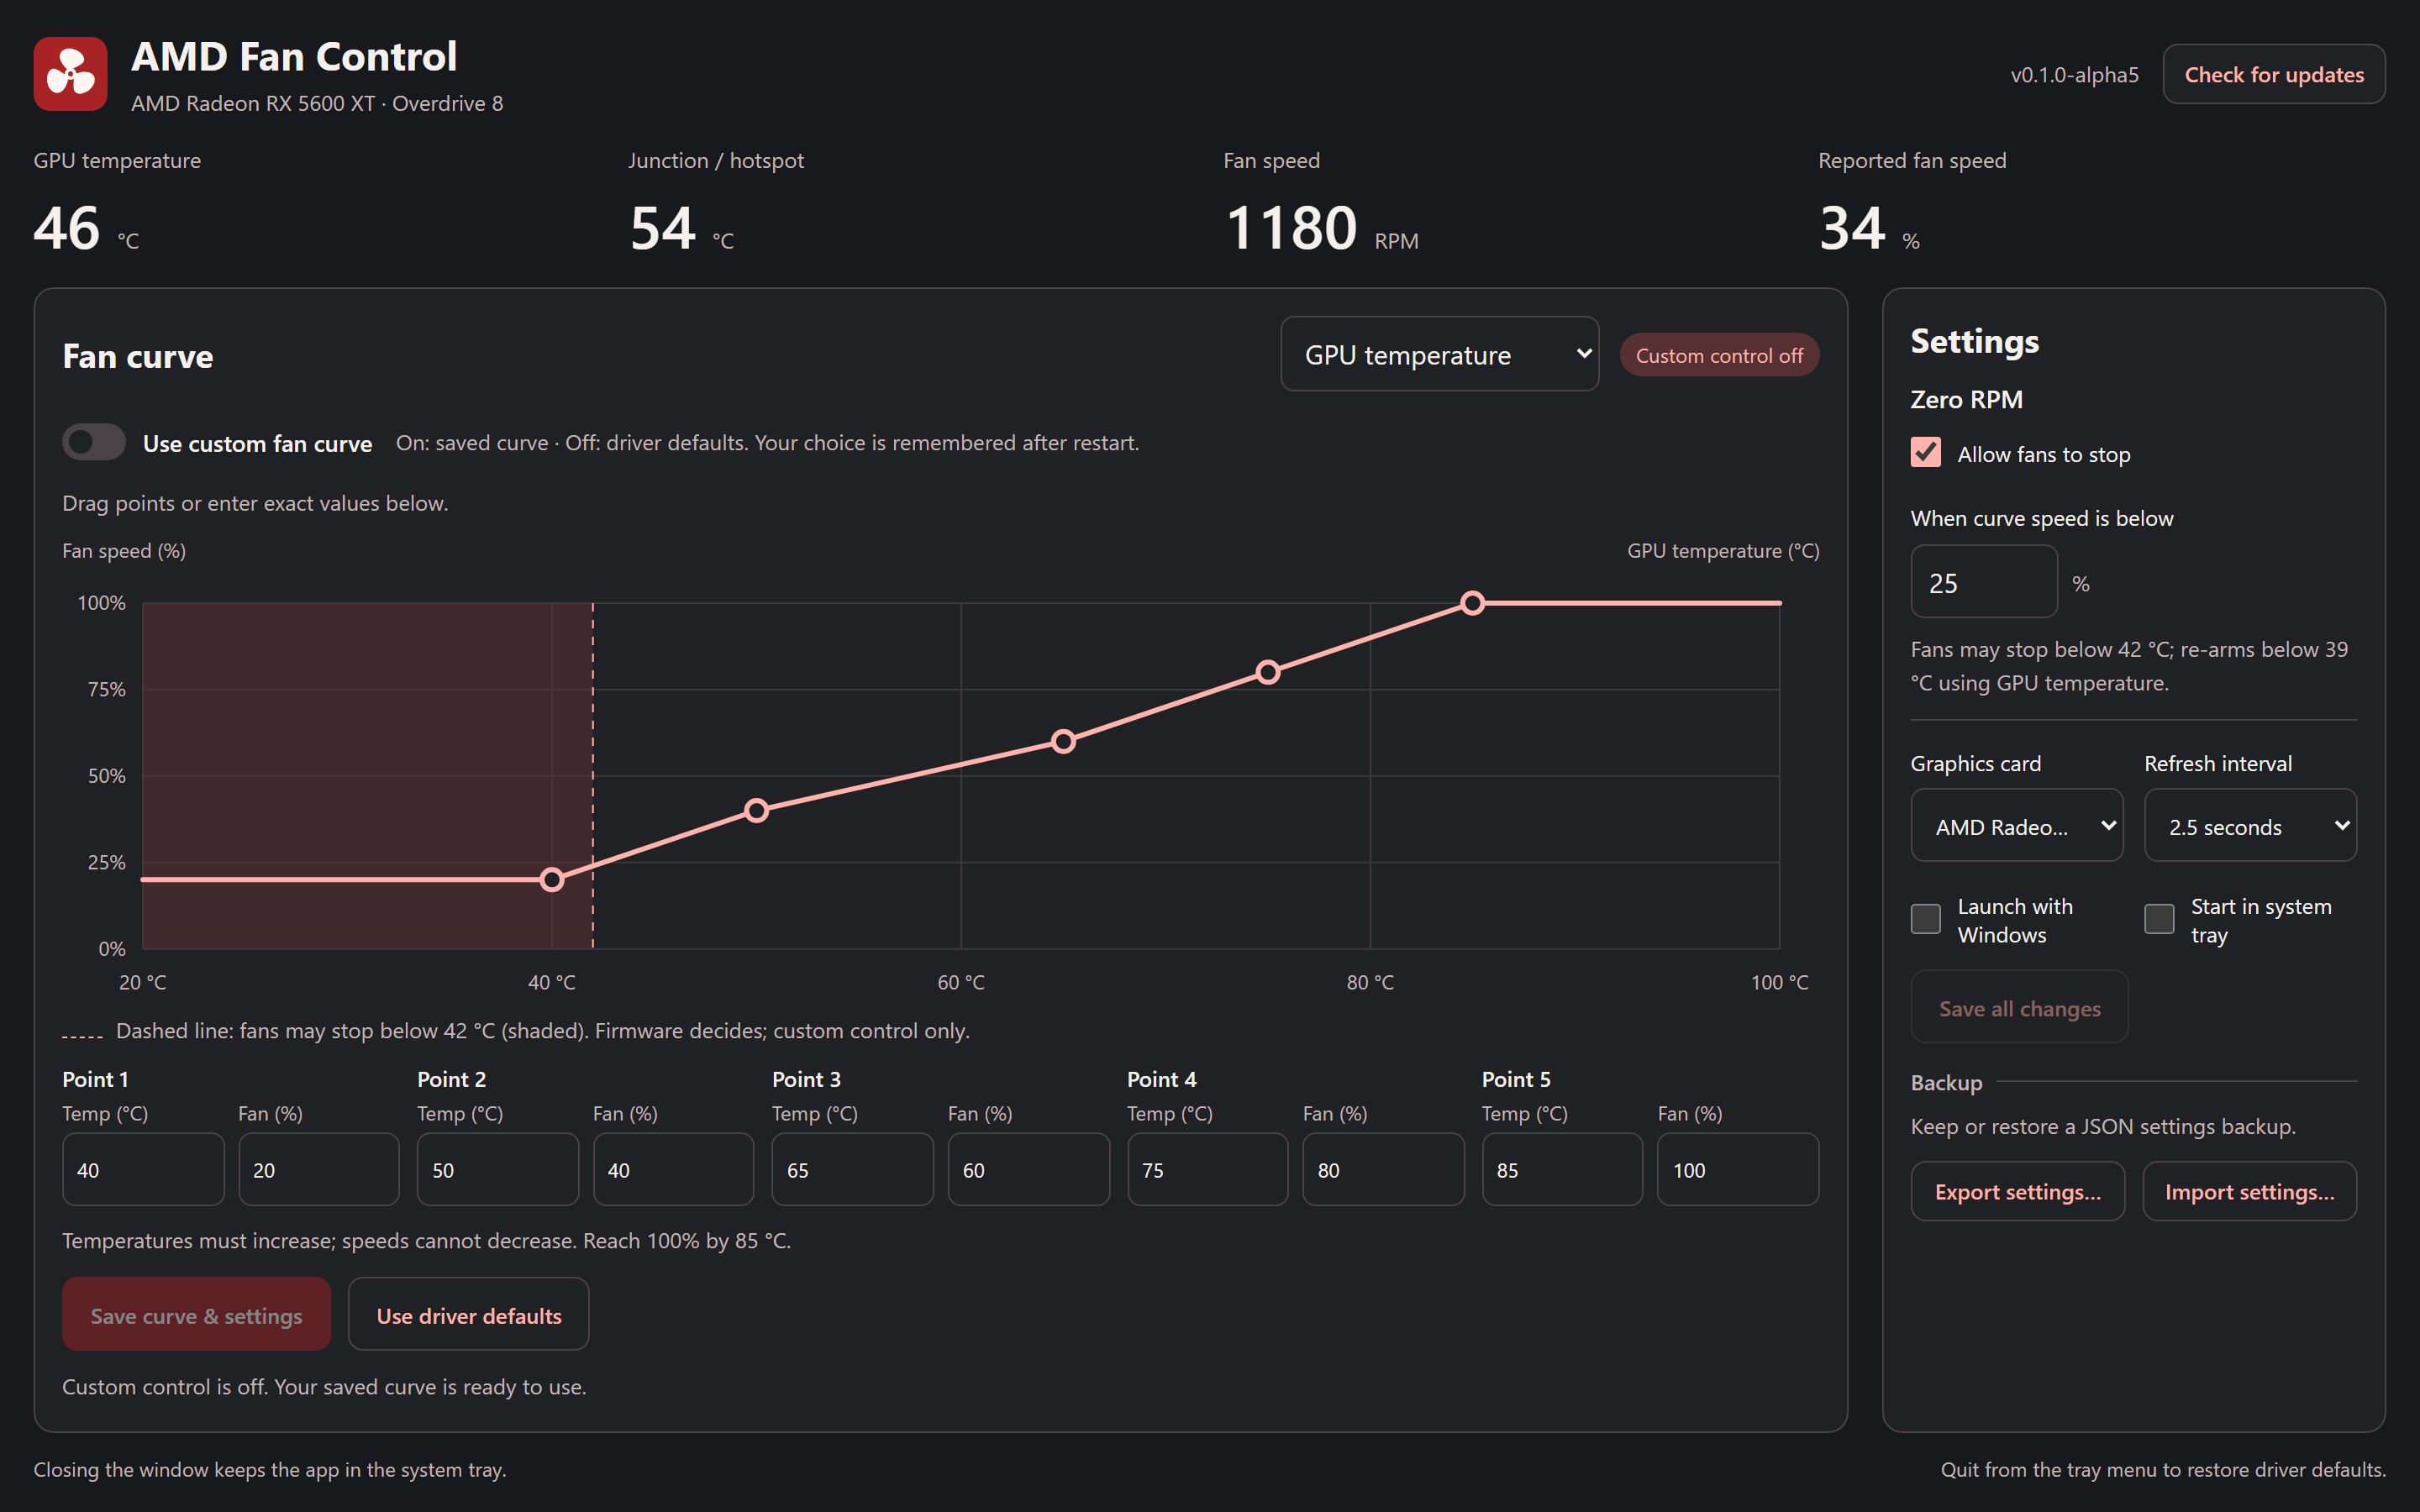 AMD Fan Control
AMD Radeon RX 5600 XT · Overdrive 8
v0.1.0-alpha5
Check for updates
GPU temperature
46 °C
Junction / hotspot
54 °C
Fan speed
1180 RPM
Reported fan speed
34 %
Fan curve
GPU temperature
Custom control off
Use custom fan curve
On: saved curve · Off: driver defaults. Your choice is remembered after restart.
Drag points or enter exact values below.
Fan speed (%)
GPU temperature (°C)
100%
75%
50%
25%
0%
20 °C
40 °C
60 °C
80 °C
100 °C
Dashed line: fans may stop below 42 °C (shaded). Firmware decides; custom control only.
Point 1
Temp (°C)
Fan (%)
40
20
Point 2
Temp (°C)
Fan (%)
50
40
Point 3
Temp (°C)
Fan (%)
65
60
Point 4
Temp (°C)
Fan (%)
75
80
Point 5
Temp (°C)
Fan (%)
85
100
Temperatures must increase; speeds cannot decrease. Reach 100% by 85 °C.
Save curve & settings
Use driver defaults
Custom control is off. Your saved curve is ready to use.
Settings
Zero RPM
Allow fans to stop
When curve speed is below
25 %
Fans may stop below 42 °C; re-arms below 39
°C using GPU temperature.
Graphics card
AMD Radeo...
Refresh interval
2.5 seconds
Launch with
Windows
Start in system
tray
Save all changes
Backup
Keep or restore a JSON settings backup.
Export settings...
Import settings...
Closing the window keeps the app in the system tray.
Quit from the tray menu to restore driver defaults.